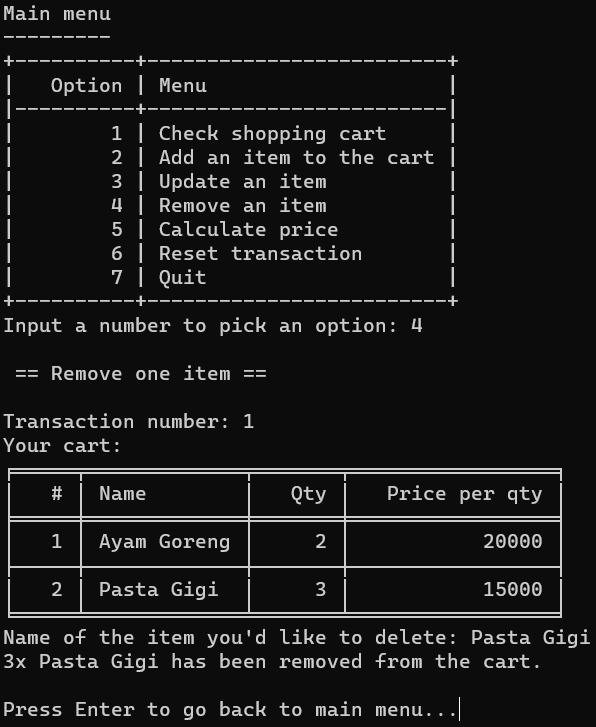 Main menu
---------
+----------+-------------------------+
|   Option | Menu                    |
|----------+-------------------------|
|        1 | Check shopping cart     |
|        2 | Add an item to the cart |
|        3 | Update an item          |
|        4 | Remove an item          |
|        5 | Calculate price         |
|        6 | Reset transaction       |
|        7 | Quit                    |
+----------+-------------------------+
Input a number to pick an option: 4
== Remove one item ==
Transaction number: 1
Your cart:
# Name Qty Price per qty
1 Ayam Goreng 2 20000
2 Pasta Gigi 3 15000
Name of the item you'd like to delete: Pasta Gigi
3x Pasta Gigi has been removed from the cart.
Press Enter to go back to main menu...